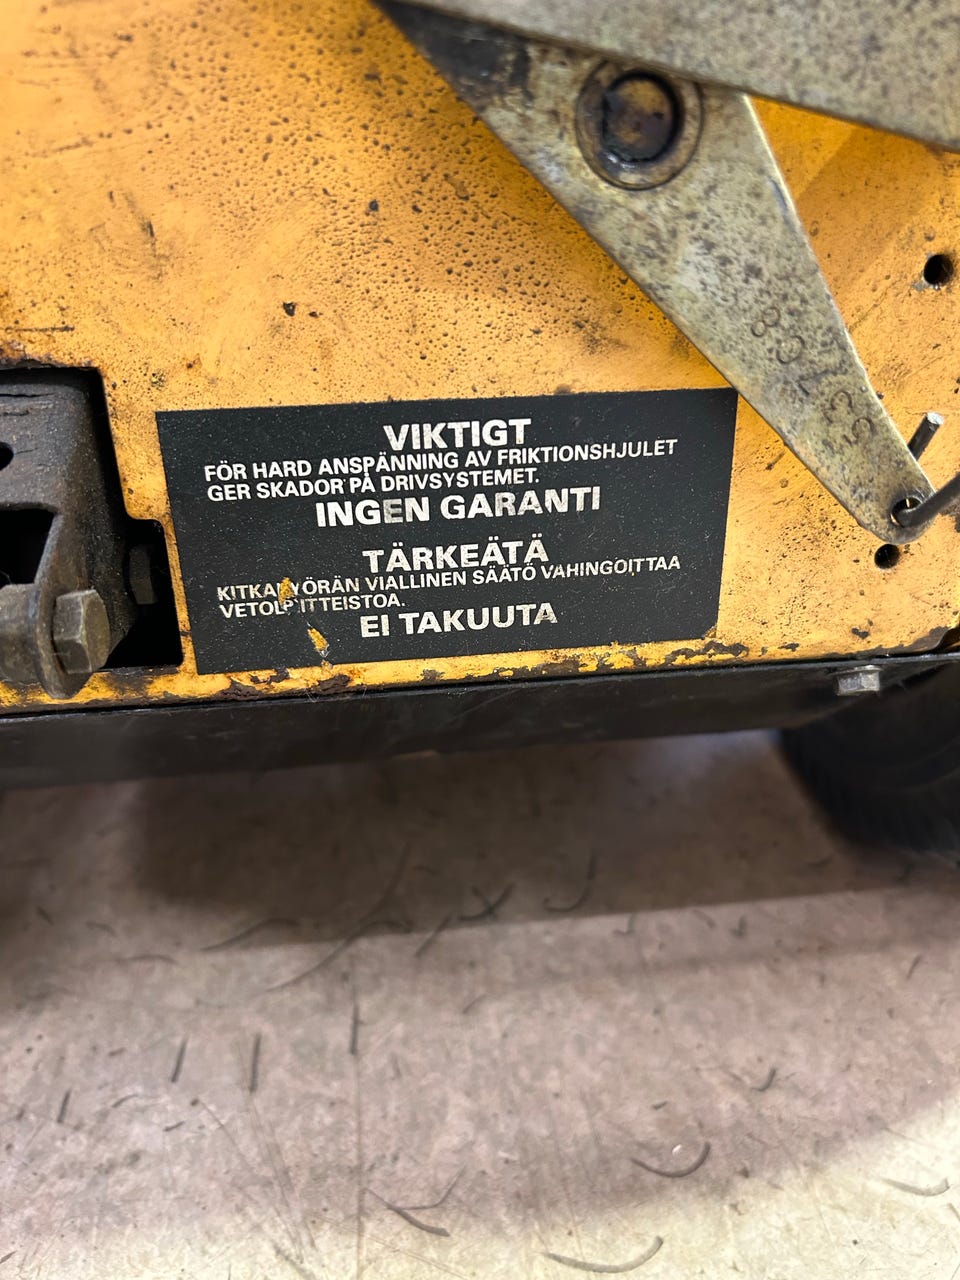 VIKTIGT
FÖR HARD ANSPÄNNING AV FRIKTIONSHJULET
GER SKADOR PÅ DRIVSYSTEMET.
INGEN GARANTI
TÄRKEÄTÄ
VIALLINEN SÄÄTÖ VAHINGOITTAA
EI TAKUUTA